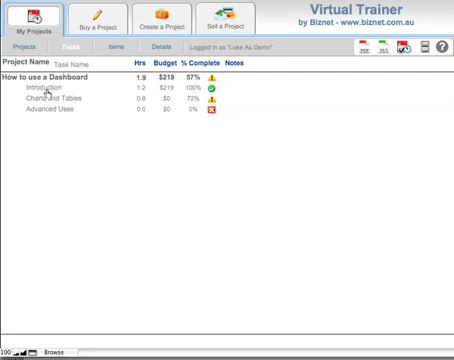 My Projects
Buy a Project
Create a Project
Sell a Project
Virtual Trainer
by Biznet - www.biznet.com.au
Projects Tasks Items Details Logged in as "Luke As Demo"
PDF XLS
Project Name Task Name Hrs Budget % Complete Notes
How to use a Dashboard 1.9 $219 57%
Introduction 1.2 $219 100%
Charts and Tables 0.8 $0 72%
Advanced Uses 0.0 $0 0%
100 Browse